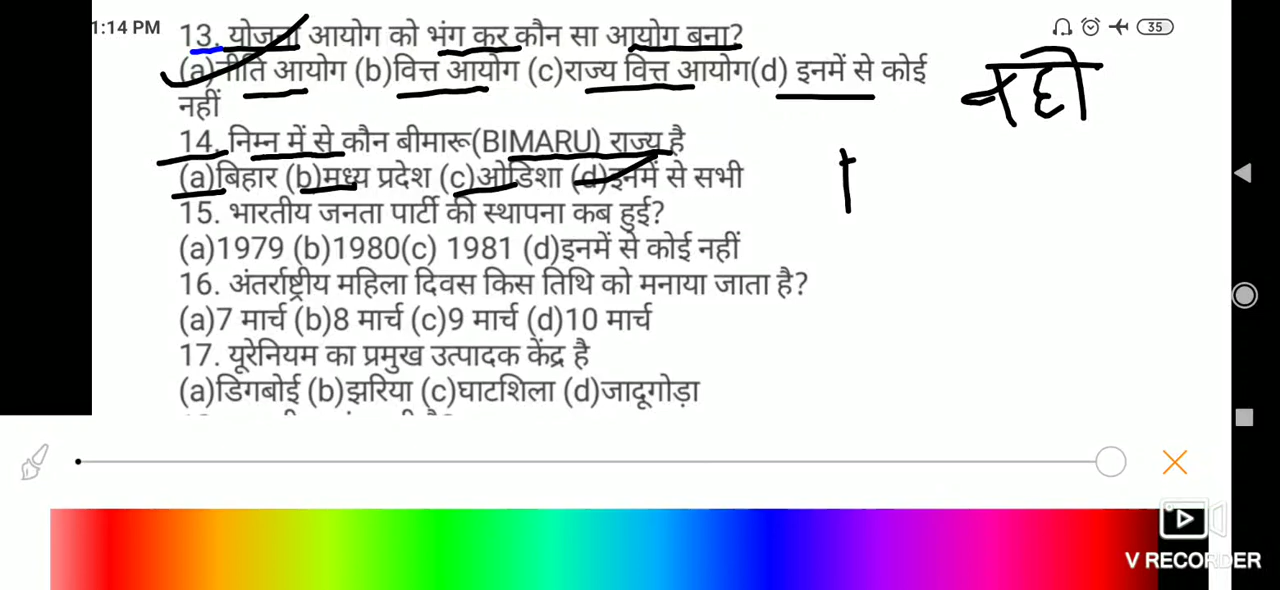 1:14 PM
35
13. योजना आयोग को भंग कर कौन सा आयोग बना?
(a)नीति आयोग (b)वित्त आयोग (c)राज्य वित्त आयोग(d) इनमें से कोई
नहीं
नही
14. निम्न में से कौन बीमारू(BIMARU) राज्य है
(a)बिहार (b)मध्य प्रदेश (c)ओडिशा (d)इनमें से सभी
15. भारतीय जनता पार्टी की स्थापना कब हुई?
(a)1979 (b)1980(c) 1981 (d)इनमें से कोई नहीं
16. अंतर्राष्ट्रीय महिला दिवस किस तिथि को मनाया जाता है?
(a)7 मार्च (b)8 मार्च (c)9 मार्च (d)10 मार्च
17. यूरेनियम का प्रमुख उत्पादक केंद्र है
(a)डिगबोई (b)झरिया (c)घाटशिला (d)जादूगोड़ा
V RECORDER